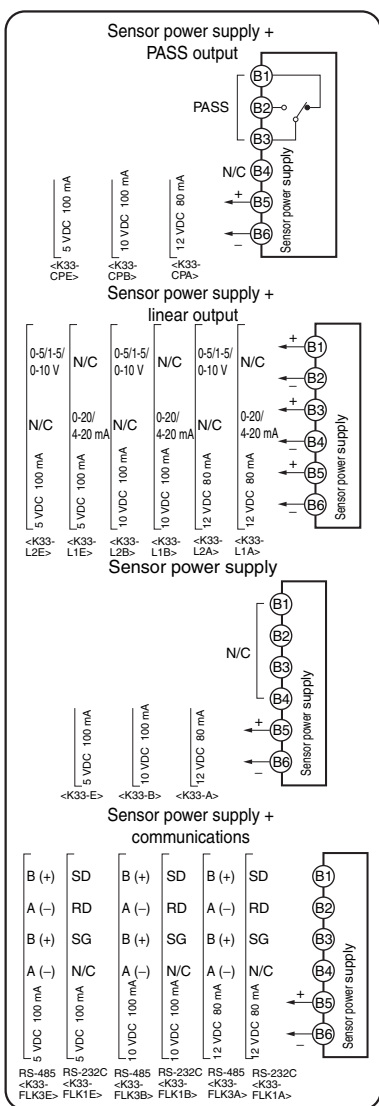 Sensor power supply +
PASS output
B1
PASS
B2
B3
N/C
B4
+
B5
−
B6
Sensor power supply
5 VDC 100 mA
10 VDC 100 mA
12 VDC 80 mA
<K33-
CPE>
<K33-
CPB>
<K33-
CPA>
Sensor power supply +
linear output
0-5/1-5/
0-10 V
N/C
0-5/1-5/
0-10 V
N/C
0-5/1-5/
0-10 V
N/C
N/C
0-20/
4-20 mA
N/C
0-20/
4-20 mA
N/C
0-20/
4-20 mA
5 VDC 100 mA
5 VDC 100 mA
10 VDC 100 mA
10 VDC 100 mA
12 VDC 80 mA
12 VDC 80 mA
+
B1
−
B2
+
B3
−
B4
+
B5
−
B6
Sensor power supply
<K33-
L2E>
<K33-
L1E>
<K33-
L2B>
<K33-
L1B>
<K33-
L2A>
<K33-
L1A>
Sensor power supply
N/C
B1
B2
B3
B4
+
B5
−
B6
Sensor power supply
5 VDC 100 mA
10 VDC 100 mA
12 VDC 80 mA
<K33-E>
<K33-B>
<K33-A>
Sensor power supply +
communications
B (+)
SD
B (+)
SD
B (+)
SD
B1
A (−)
RD
A (−)
RD
A (−)
RD
B2
B (+)
SG
B (+)
SG
B (+)
SG
B3
A (−)
N/C
A (−)
N/C
A (−)
N/C
B4
5 VDC 100 mA
5 VDC 100 mA
10 VDC 100 mA
10 VDC 100 mA
12 VDC 80 mA
12 VDC 80 mA
+
B5
−
B6
Sensor power supply
RS-485
<K33-
FLK3E>
RS-232C
<K33-
FLK1E>
RS-485
<K33-
FLK3B>
RS-232C
<K33-
FLK1B>
RS-485
<K33-
FLK3A>
RS-232C
<K33-
FLK1A>